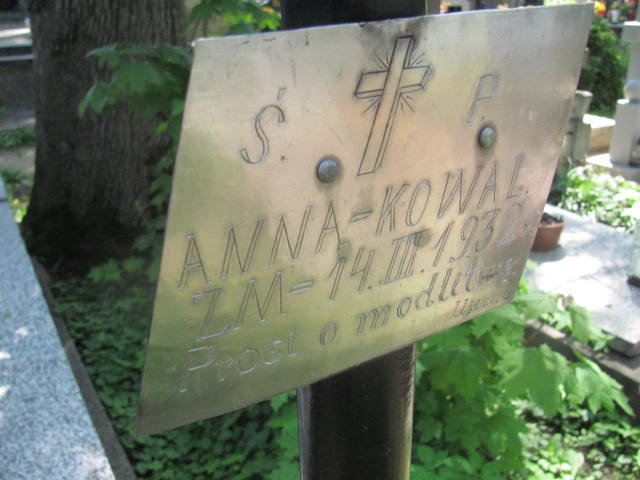 Ś. P.
ANNA-KOWAL.
ZM-14.III.1932.
Prosi o modlitwę